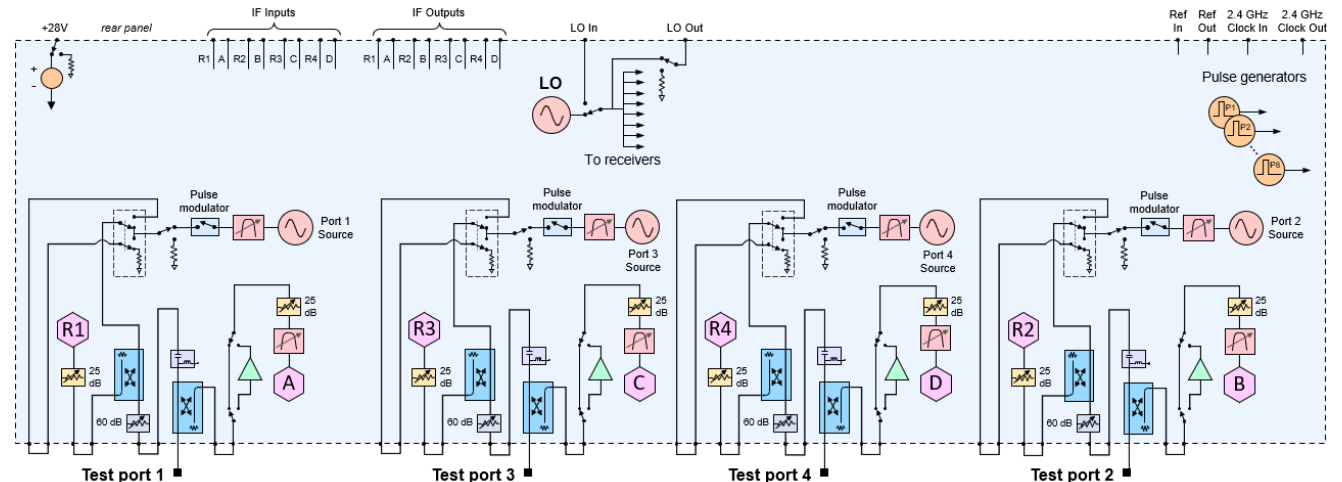 +28V
rear panel
IF Inputs
IF Outputs
LO In
LO Out
Ref In
Ref Out
2.4 GHz Clock In
2.4 GHz Clock Out
R1 A R2 B R3 C R4 D
R1 A R2 B R3 C R4 D
+
-
LO
To receivers
Pulse generators
P1
P2
P8
Pulse modulator
Port 1 Source
Pulse modulator
Port 3 Source
Pulse modulator
Port 4 Source
Pulse modulator
Port 2 Source
R1
25 dB
60 dB
25 dB
A
R3
25 dB
60 dB
25 dB
C
R4
25 dB
60 dB
25 dB
D
R2
25 dB
60 dB
25 dB
B
Test port 1
Test port 3
Test port 4
Test port 2